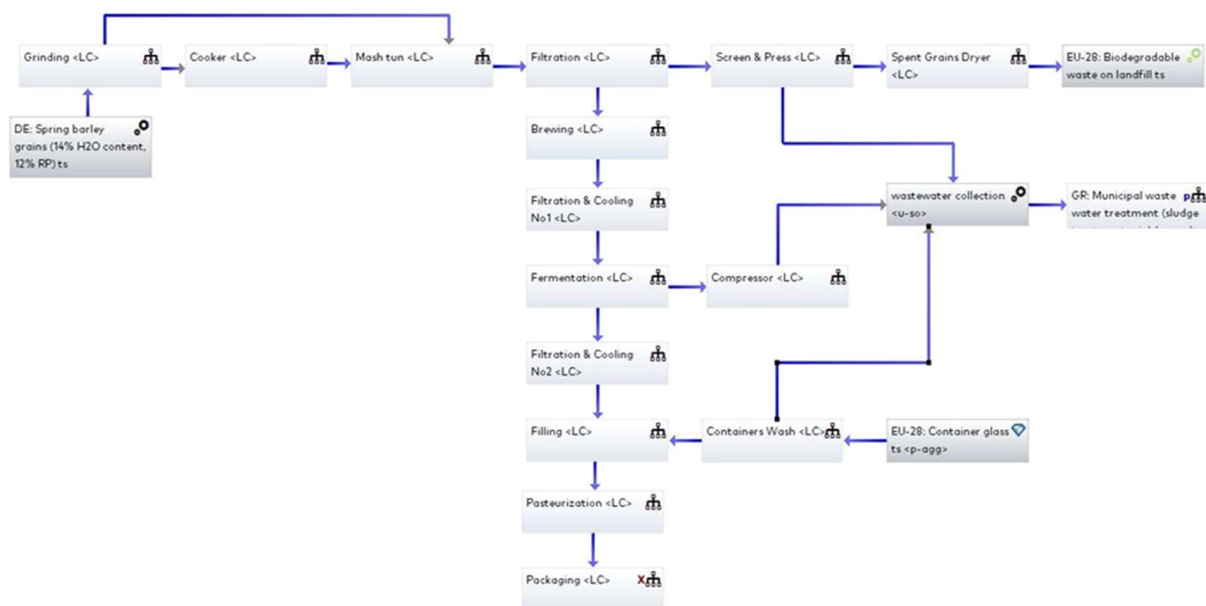 Grinding <LC>
Cooker <LC>
Mash tun <LC>
Filtration <LC>
Screen & Press <LC>
Spent Grains Dryer
<LC>
EU-28: Biodegradable
waste on landfill ts
DE: Spring barley
grains (14% H2O content,
12% RP) ts
Brewing <LC>
Filtration & Cooling
No1 <LC>
wastewater collection
<u-so>
GR: Municipal waste
water treatment (sludge
p
Fermentation <LC>
Compressor <LC>
Filtration & Cooling
No2 <LC>
Filling <LC>
Containers Wash <LC>
EU-28: Container glass
ts <p-agg>
Pasteurization <LC>
Packaging <LC>
X